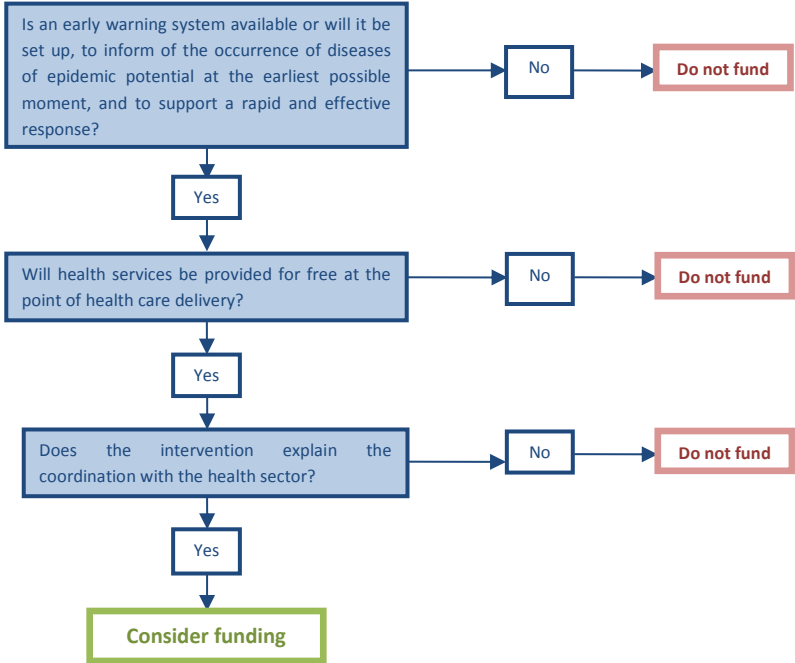 Is an early warning system available or will it be
set up, to inform of the occurrence of diseases
of epidemic potential at the earliest possible
moment, and to support a rapid and effective
response?
No
Do not fund
Yes
Will health services be provided for free at the
point of health care delivery?
No
Do not fund
Yes
Does the intervention explain the
coordination with the health sector?
No
Do not fund
Yes
Consider funding